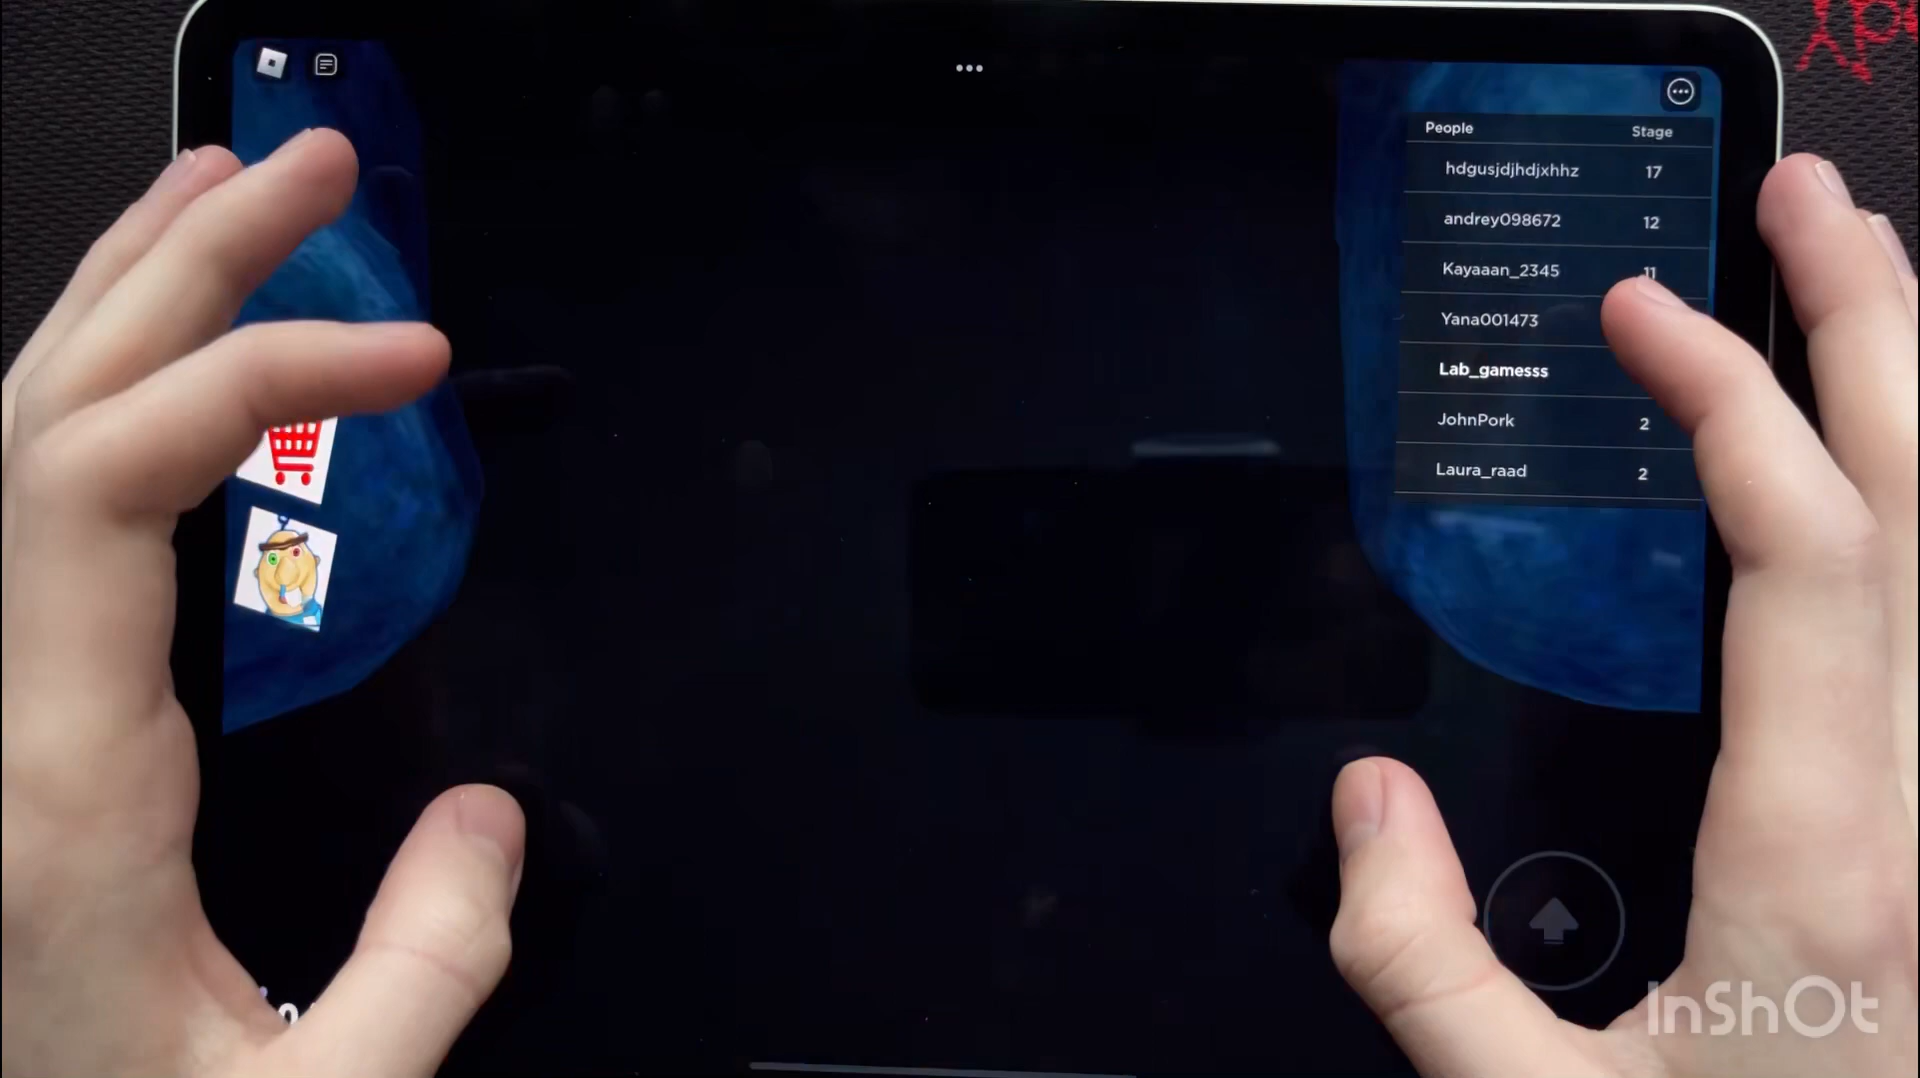 People Stage
hdgusjdjhdjxhhz 17
andrey098672 12
Kayaaan_2345 11
Yana001473
Lab_gamesss
JohnPork 2
Laura_raad 2
InShOt